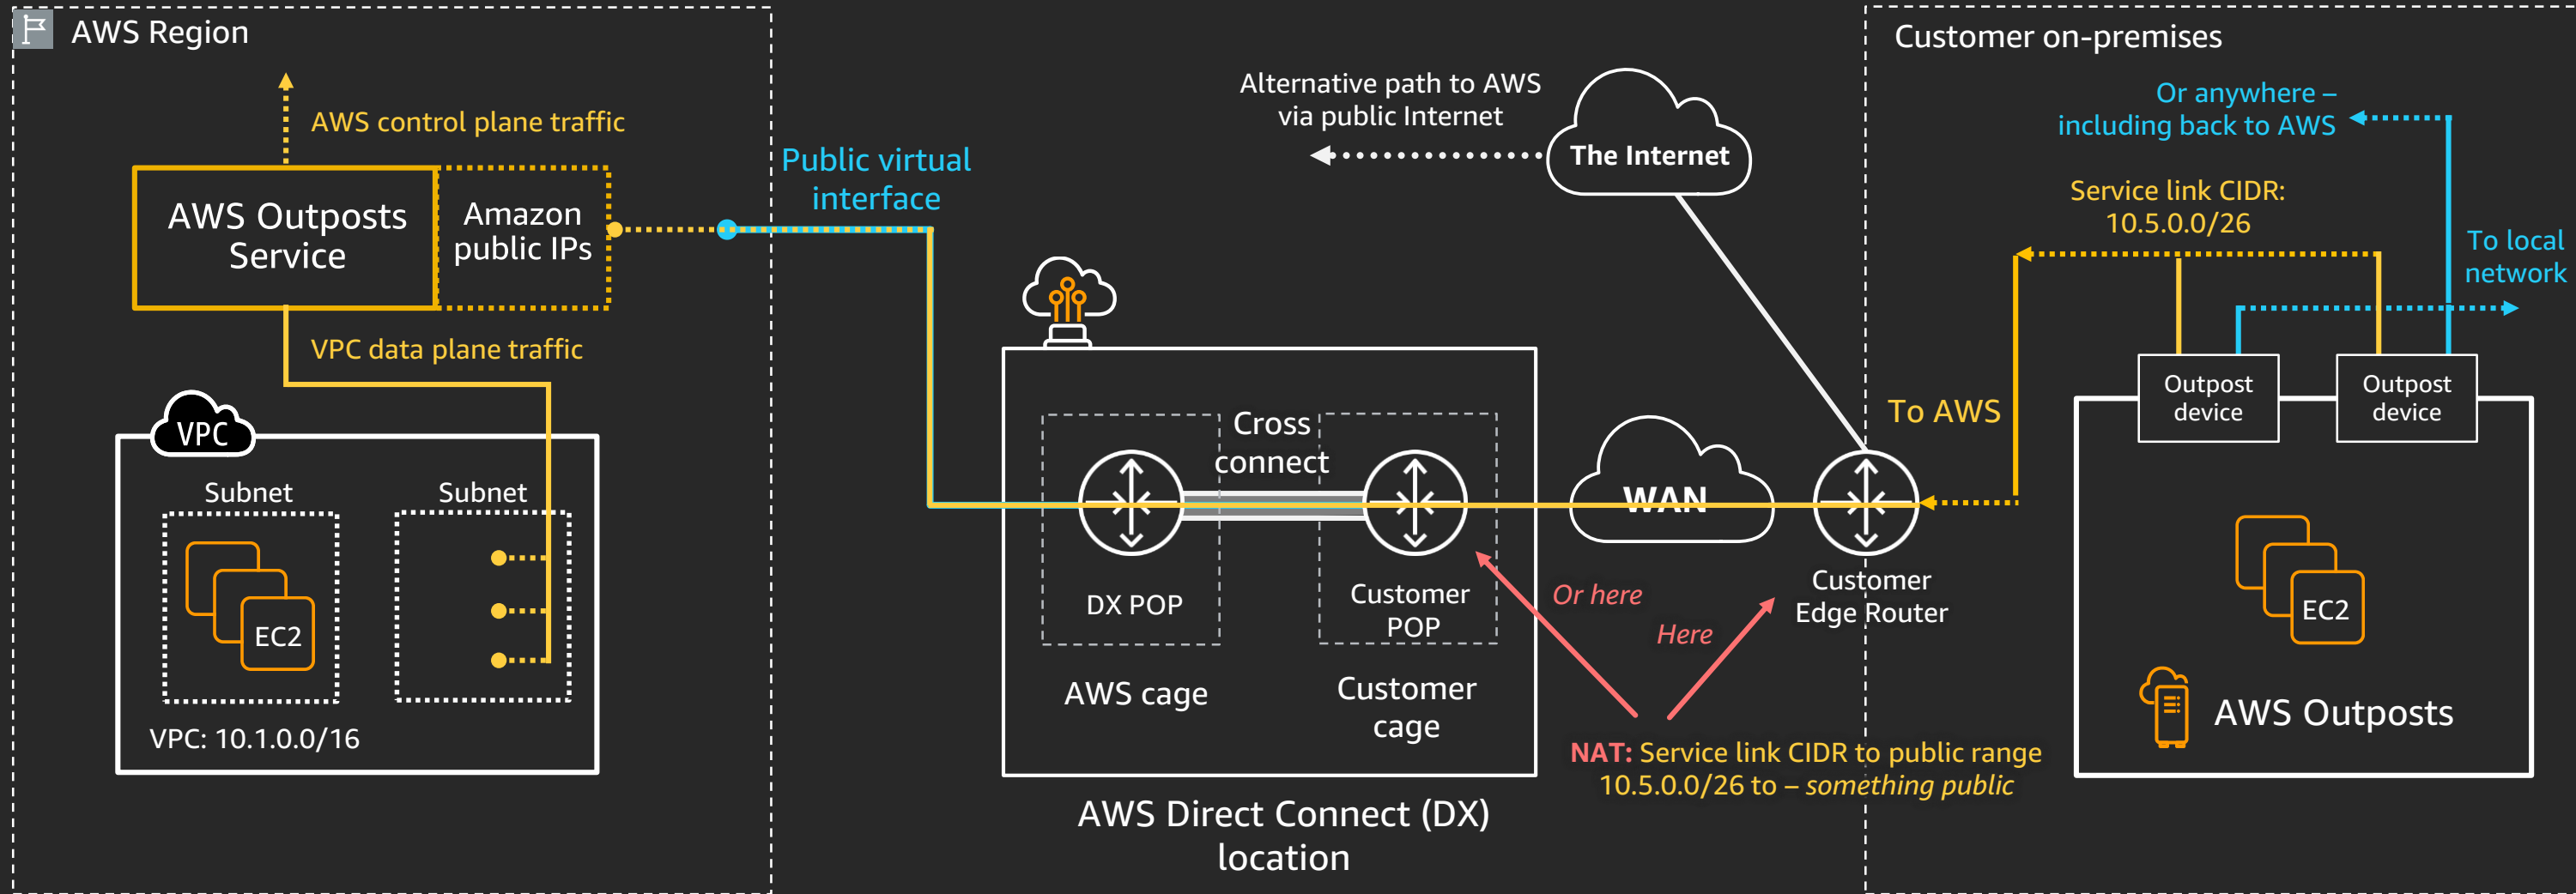 AWS Region
AWS control plane traffic
AWS Outposts
Service
Amazon
public IPs
VPC data plane traffic
VPC
Subnet
Subnet
EC2
VPC: 10.1.0.0/16
Public virtual
interface
Alternative path to AWS
via public Internet
The Internet
Cross
connect
DX POP
Customer
POP
AWS cage
Customer
cage
AWS Direct Connect (DX)
location
WAN
Or here
Here
Customer
Edge Router
NAT: Service link CIDR to public range
10.5.0.0/26 to – something public
Customer on-premises
Or anywhere –
including back to AWS
Service link CIDR:
10.5.0.0/26
To local
network
To AWS
Outpost
device
Outpost
device
EC2
AWS Outposts